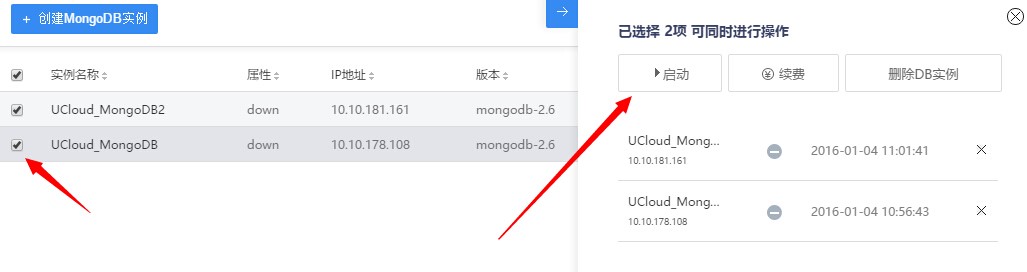 + 创建MongoDB实例
实例名称 属性 IP地址 版本
UCloud_MongoDB2 down 10.10.181.161 mongodb-2.6
UCloud_MongoDB down 10.10.178.108 mongodb-2.6
已选择 2项 可同时进行操作
启动 续费 删除DB实例
UCloud_Mong... 2016-01-04 11:01:41
10.10.181.161
UCloud_Mong... 2016-01-04 10:56:43
10.10.178.108